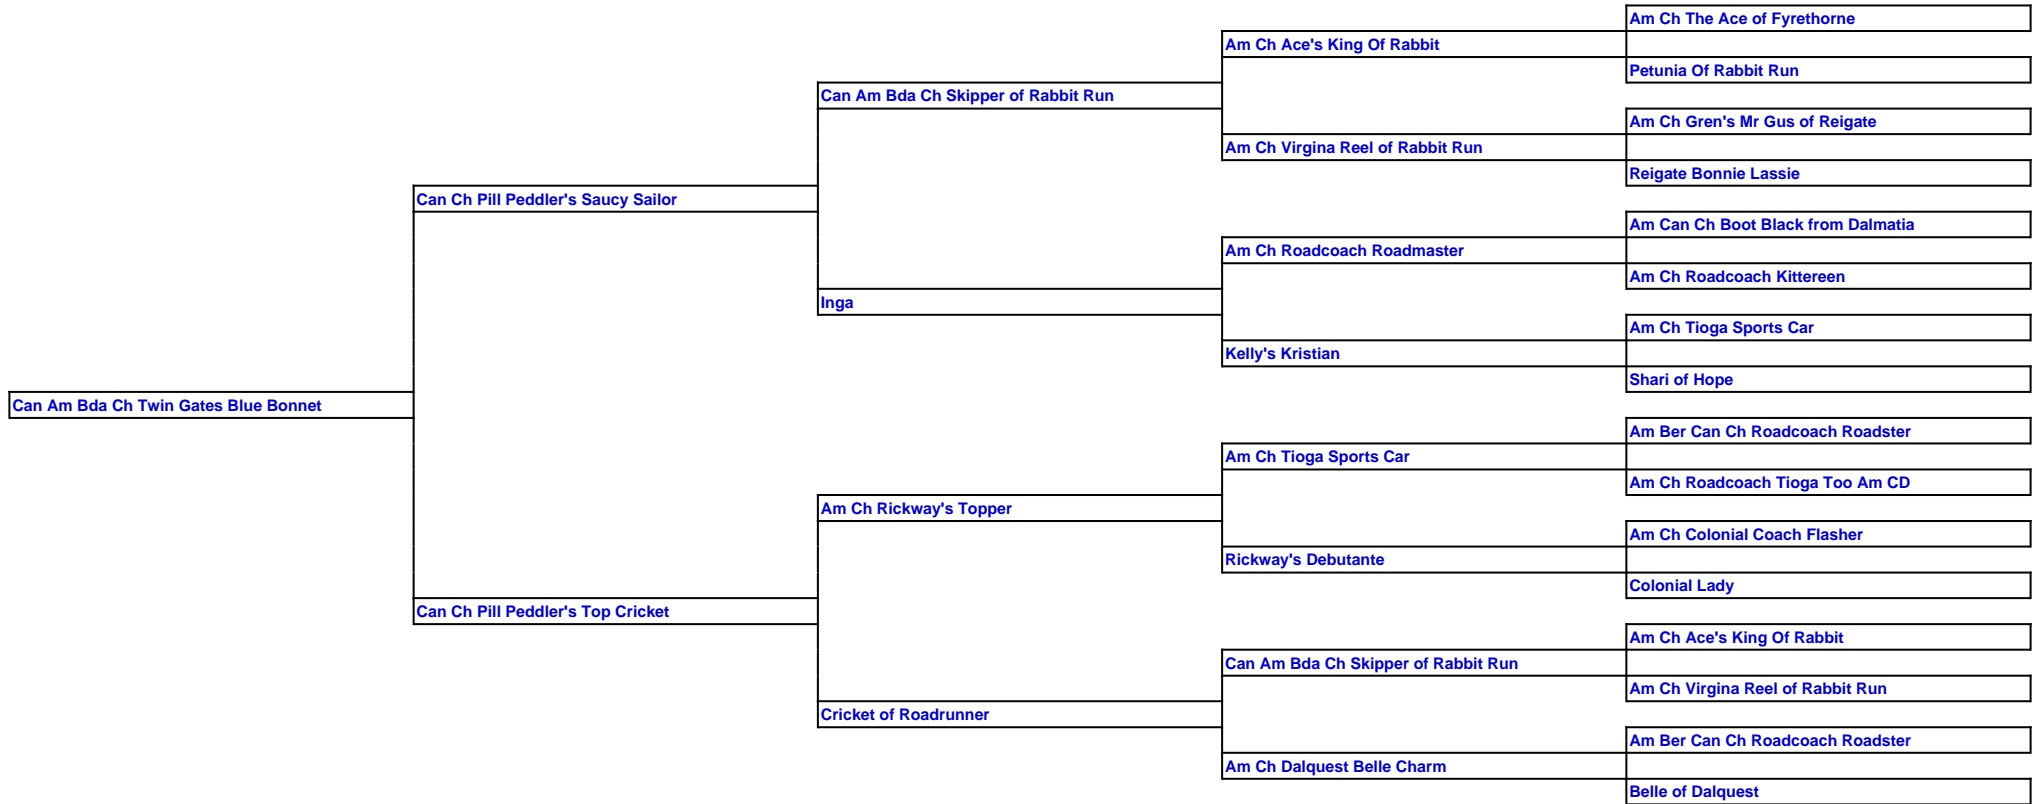 Am Ch The Ace of Fyrethorne
Am Ch Ace's King Of Rabbit
Petunia Of Rabbit Run
Can Am Bda Ch Skipper of Rabbit Run
Am Ch Gren's Mr Gus of Reigate
Am Ch Virgina Reel of Rabbit Run
Reigate Bonnie Lassie
Can Ch Pill Peddler's Saucy Sailor
Am Can Ch Boot Black from Dalmatia
Am Ch Roadcoach Roadmaster
Am Ch Roadcoach Kittereen
Inga
Am Ch Tioga Sports Car
Kelly's Kristian
Shari of Hope
Can Am Bda Ch Twin Gates Blue Bonnet
Am Ber Can Ch Roadcoach Roadster
Am Ch Tioga Sports Car
Am Ch Roadcoach Tioga Too Am CD
Am Ch Rickway's Topper
Am Ch Colonial Coach Flasher
Rickway's Debutante
Colonial Lady
Can Ch Pill Peddler's Top Cricket
Am Ch Ace's King Of Rabbit
Can Am Bda Ch Skipper of Rabbit Run
Am Ch Virgina Reel of Rabbit Run
Cricket of Roadrunner
Am Ber Can Ch Roadcoach Roadster
Am Ch Dalquest Belle Charm
Belle of Dalquest